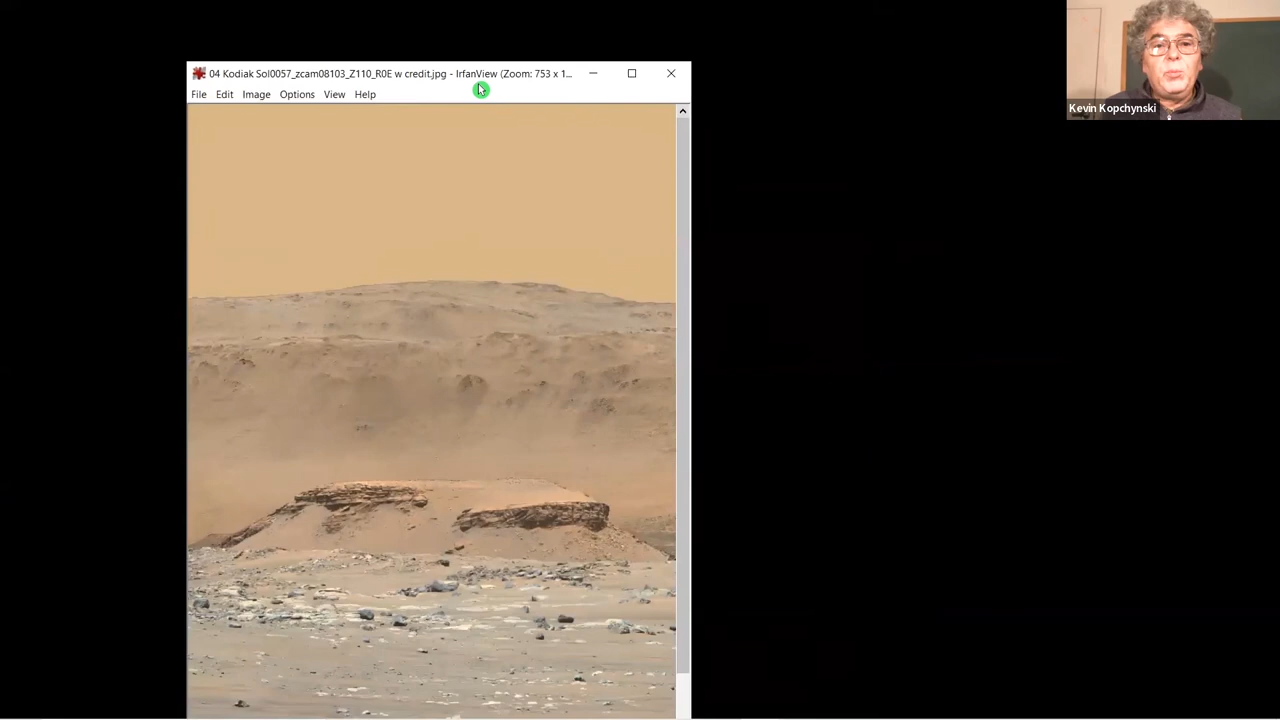 04 Kodiak Sol0057_zcam08103_Z110_R0E w credit.jpg - IrfanView (Zoom: 753 x 1...
File Edit Image Options View Help
Kevin Kopchynski